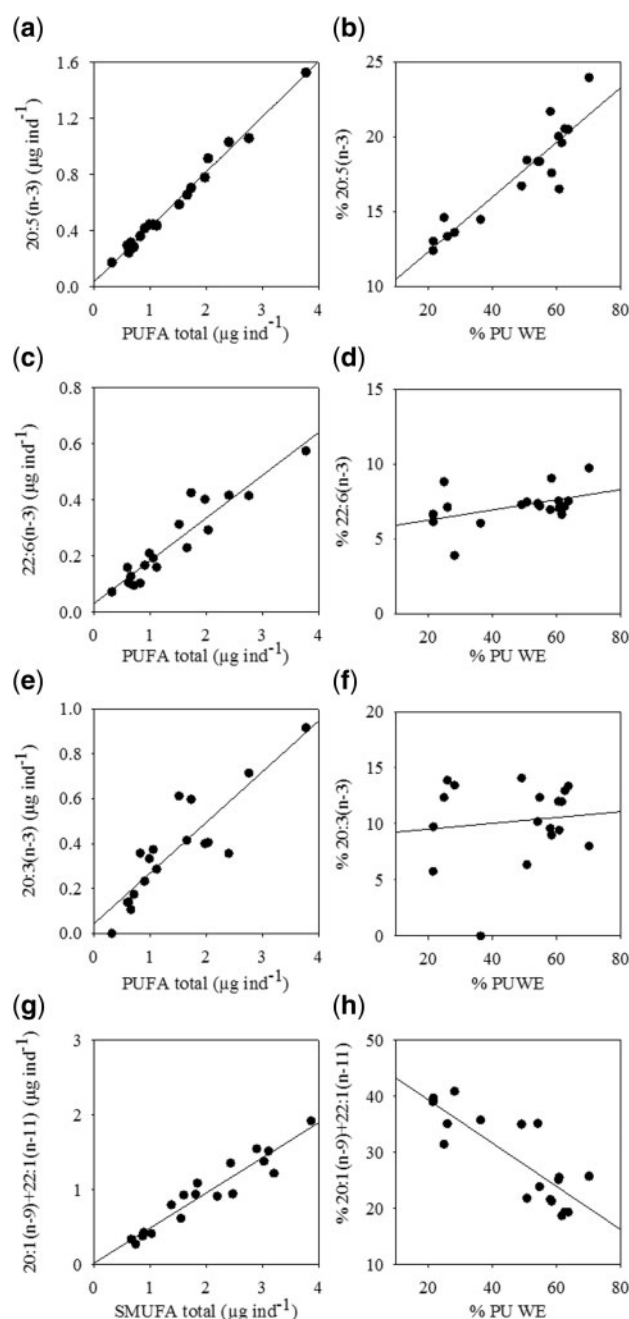 (a)
1.6
1.2
0.8
0.4
0.0
20:5(n-3) (µg ind-1)
0 1 2 3 4
PUFA total (µg ind-1)
(b)
25
20
15
10
% 20:5(n-3)
20 40 60 80
% PU WE
(c)
0.8
0.6
0.4
0.2
0.0
22:6(n-3) (µg ind-1)
0 1 2 3 4
PUFA total (µg ind-1)
(d)
15
10
5
0
% 22:6(n-3)
20 40 60 80
% PU WE
(e)
1.0
0.8
0.6
0.4
0.2
0.0
20:3(n-3) (µg ind-1)
0 1 2 3 4
PUFA total (µg ind-1)
(f)
20
15
10
5
0
% 20:3(n-3)
20 40 60 80
% PUWE
(g)
3
2
1
0
20:1(n-9)+22:1(n-11) (µg ind-1)
0 1 2 3 4
SMUFA total (µg ind-1)
(h)
50
40
30
20
10
% 20:1(n-9)+22:1(n-11)
20 40 60 80
% PU WE